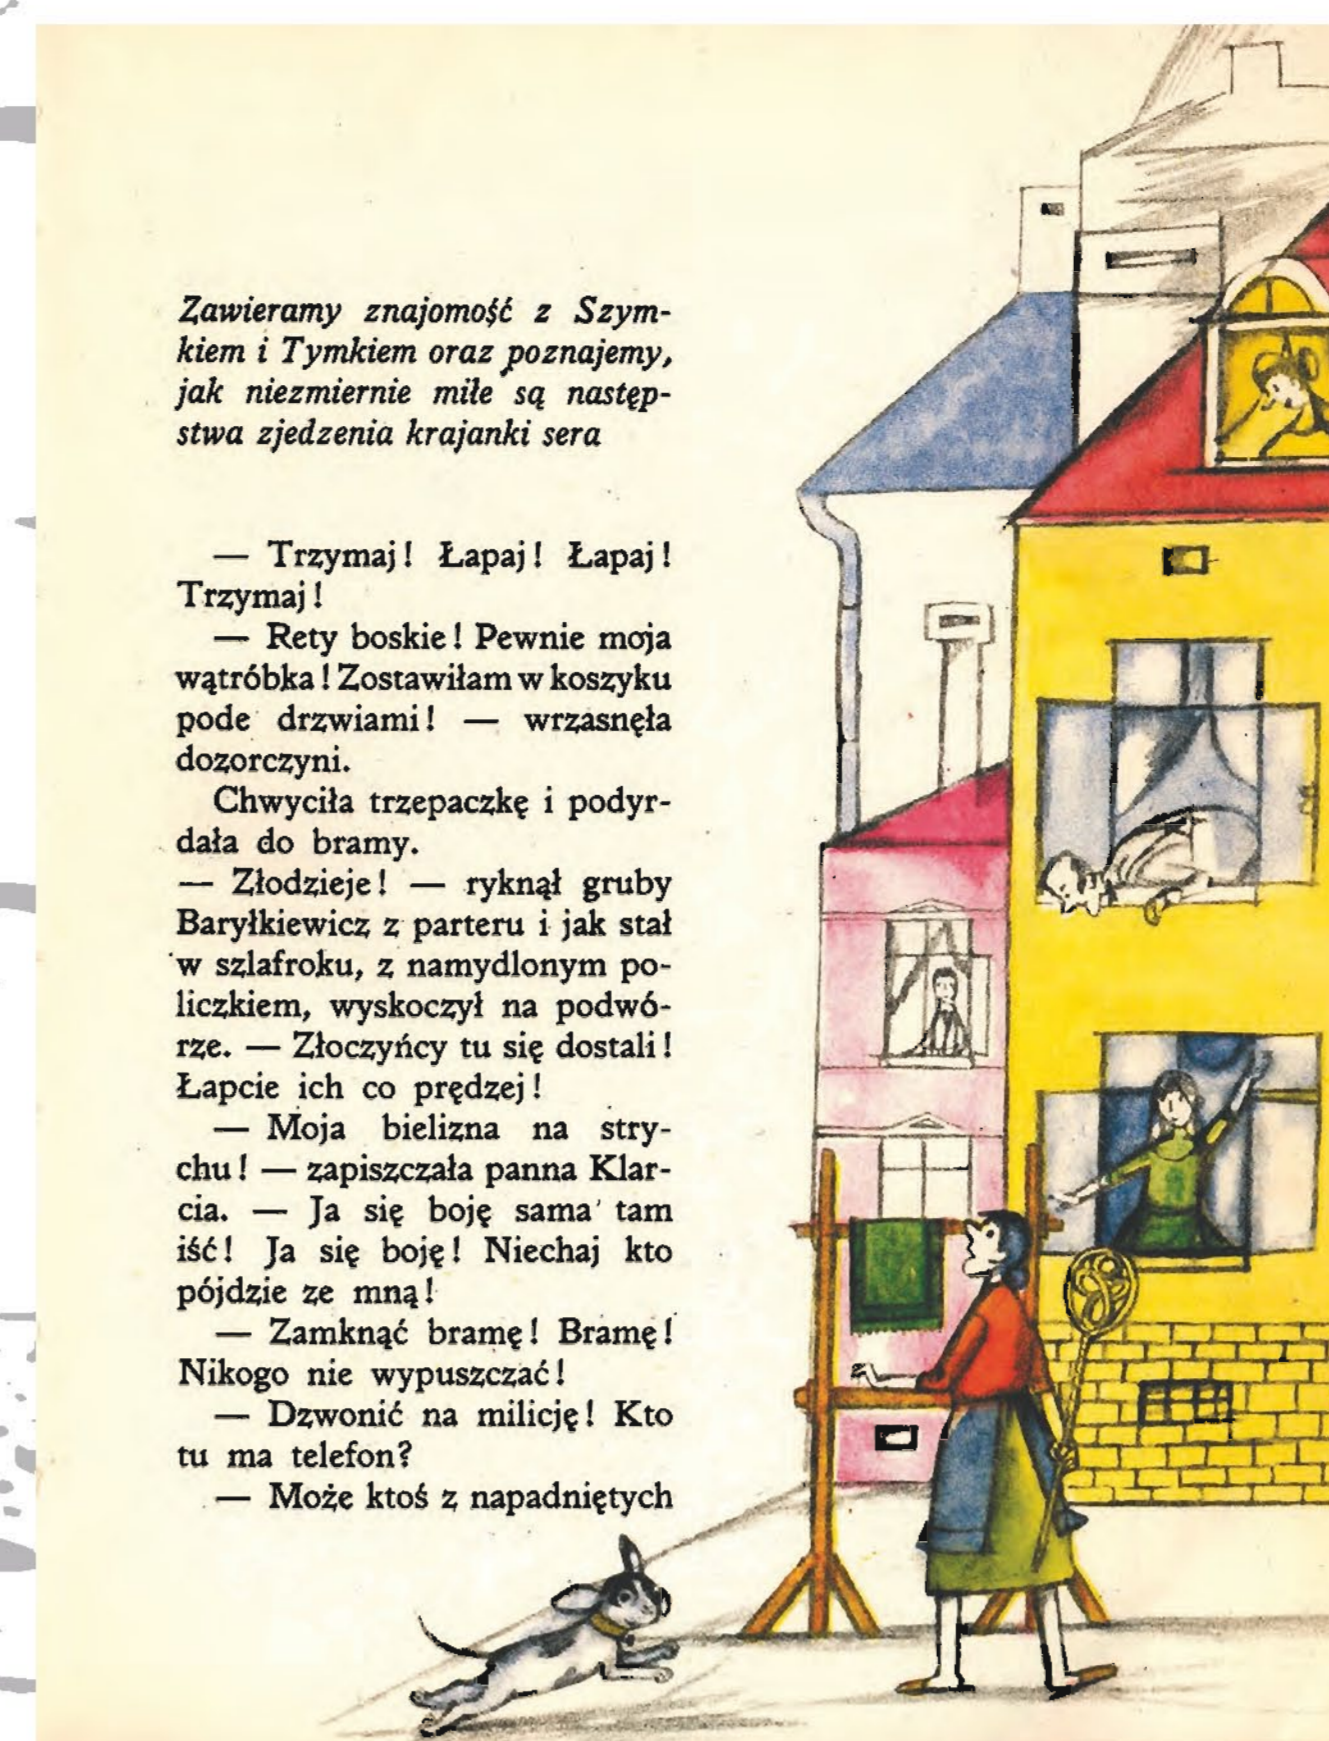 Zawieramy znajomość z Szym-
kiem i Tymkiem oraz poznajemy,
jak niezmiernie miłe są następ-
stwa zjedzenia krajanki sera
— Trzymaj! Łapaj! Łapaj!
Trzymaj!
— Rety boskie! Pewnie moja
wątróbka! Zostawiłam w koszyku
pode drzwiami! — wrzasnęła
dozorczyni.
Chwyciła trzepaczkę i podyr-
dała do bramy.
— Złodzieje! — ryknął gruby
Baryłkiewicz z parteru i jak stał
w szlafroku, z namydlonym po-
liczkiem, wyskoczył na podwó-
rze. — Złoczyńcy tu się dostali!
Łapcie ich co prędzej!
— Moja bielizna na stry-
chu! — zapiszczała panna Klar-
cia. — Ja się boję sama tam
iść! Ja się boję! Niechaj kto
pójdzie ze mną!
— Zamknąć bramę! Bramę!
Nikogo nie wypuszczać!
— Dzwonić na milicję! Kto
tu ma telefon?
— Może ktoś z napadniętych